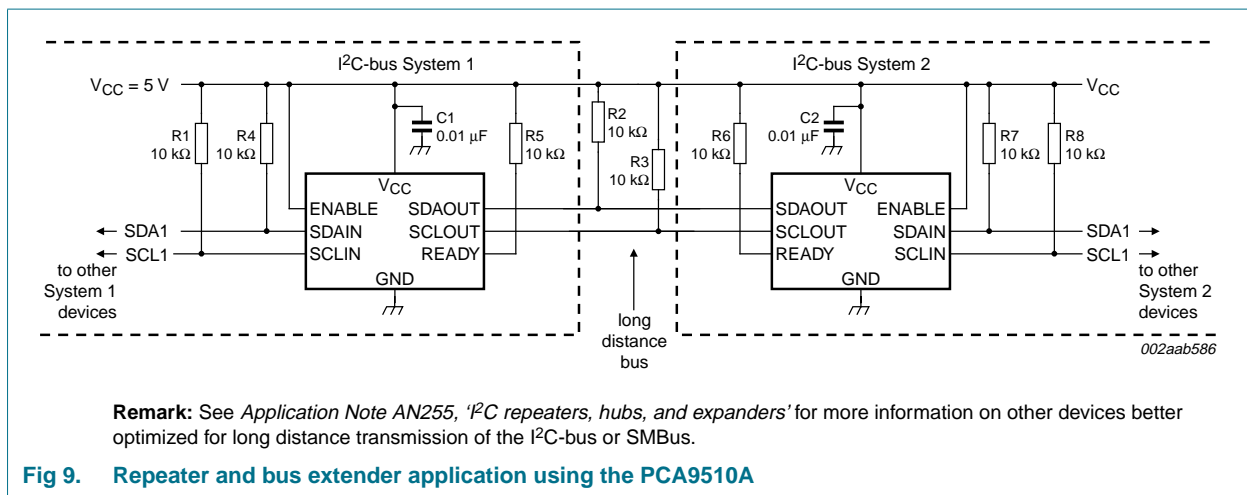 I²C-bus System 1
I²C-bus System 2
VCC = 5 V
VCC
R1
10 kΩ
R4
10 kΩ
C1
0.01 μF
R5
10 kΩ
R2
10 kΩ
R3
10 kΩ
R6
10 kΩ
C2
0.01 μF
R7
10 kΩ
R8
10 kΩ
VCC
ENABLE
SDAIN
SCLIN
SDAOUT
SCLOUT
READY
GND
VCC
SDAOUT
SCLOUT
READY
ENABLE
SDAIN
SCLIN
GND
SDA1
SCL1
to other
System 1
devices
long
distance
bus
SDA1
SCL1
to other
System 2
devices
002aab586
Remark: See Application Note AN255, ‘I²C repeaters, hubs, and expanders’ for more information on other devices better
optimized for long distance transmission of the I²C-bus or SMBus.
Fig 9. Repeater and bus extender application using the PCA9510A